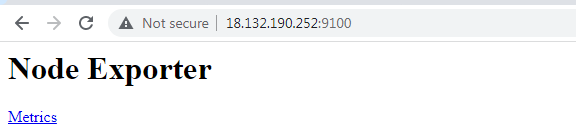 Not secure | 18.132.190.252:9100
Node Exporter
Metrics